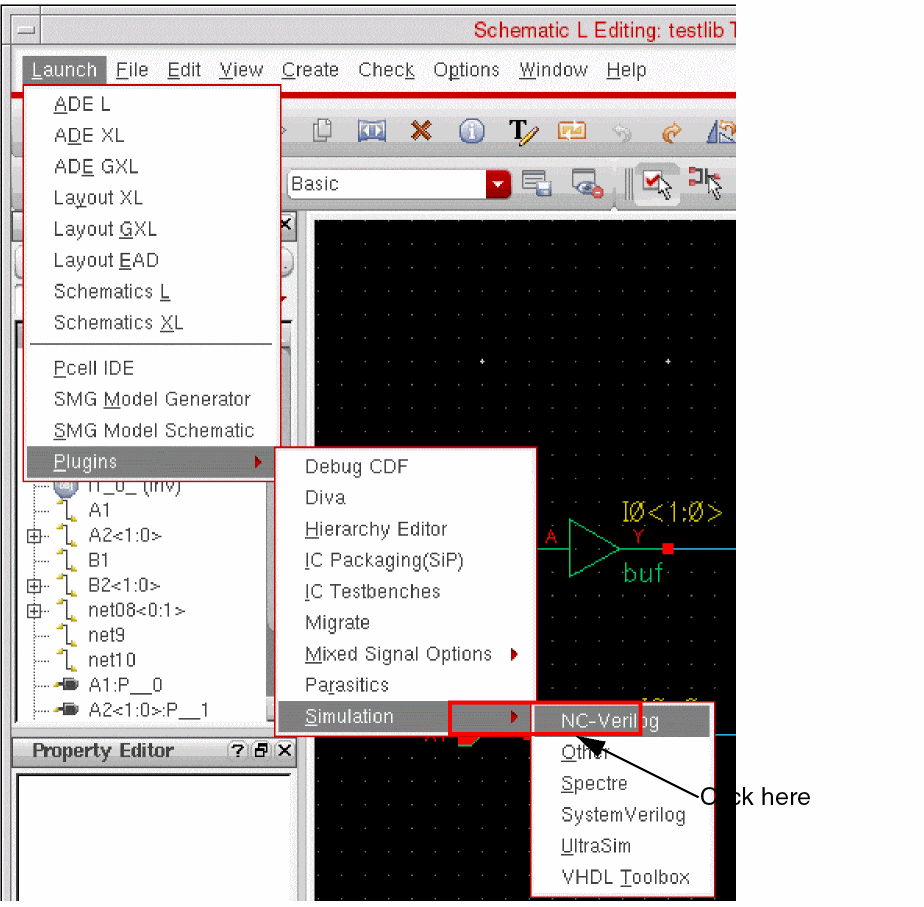 Schematic L Editing: testlib
Launch File Edit View Create Check Options Window Help
ADE L
ADE XL
ADE GXL
Layout XL
Basic
Layout GXL
Layout EAD
Schematics L
Schematics XL
Pcell IDE
SMG Model Generator
SMG Model Schematic
Plugins
Debug CDF
Diva
Hierarchy Editor
IC Packaging(SiP)
IC Testbenches
Migrate
Mixed Signal Options
Parasitics
Simulation
NC-Verilog
Other
Spectre
SystemVerilog
UltraSim
VHDL Toolbox
Click here
A1
A2<1:0>
B1
B2<1:0>
net08<0:1>
net9
net10
A1:P__0
A2<1:0>:P__1
Property Editor
I0<1:0>
A Y
buf